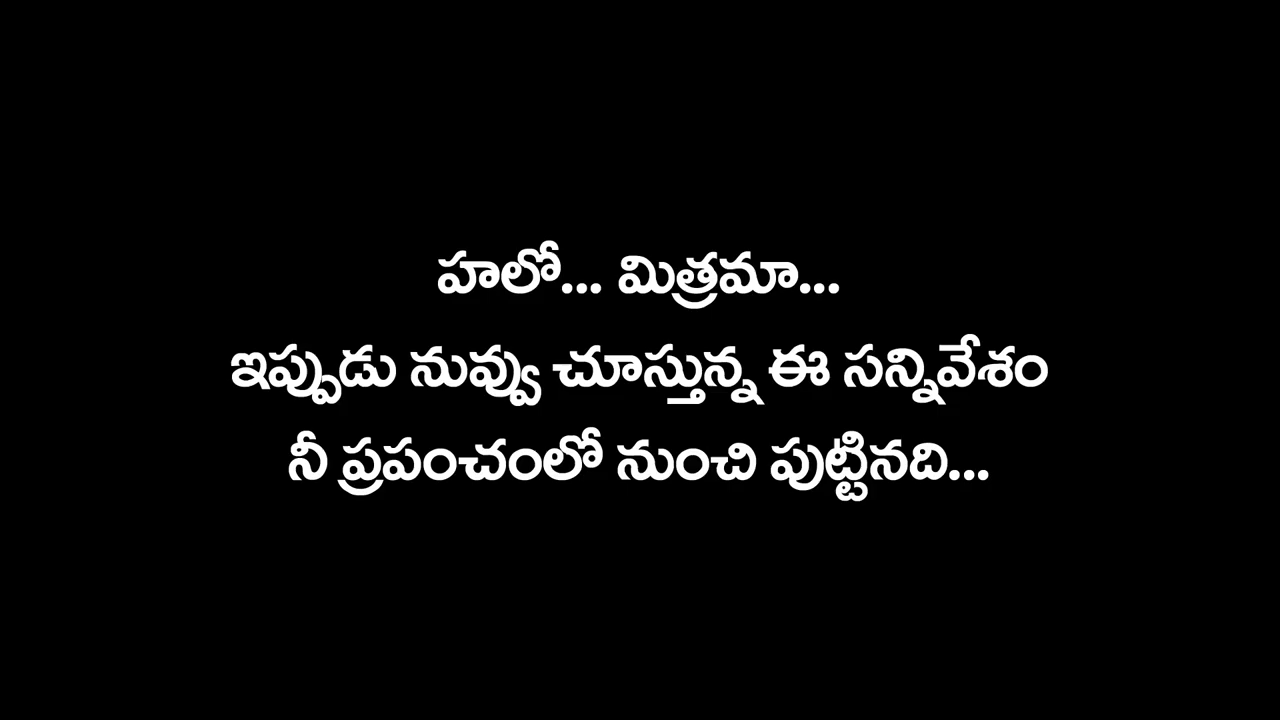 హలో... మిత్రమా...
ఇప్పుడు నువ్వు చూస్తున్న ఈ సన్నివేశం
నీ ప్రపంచంలో నుంచి పుట్టినది...